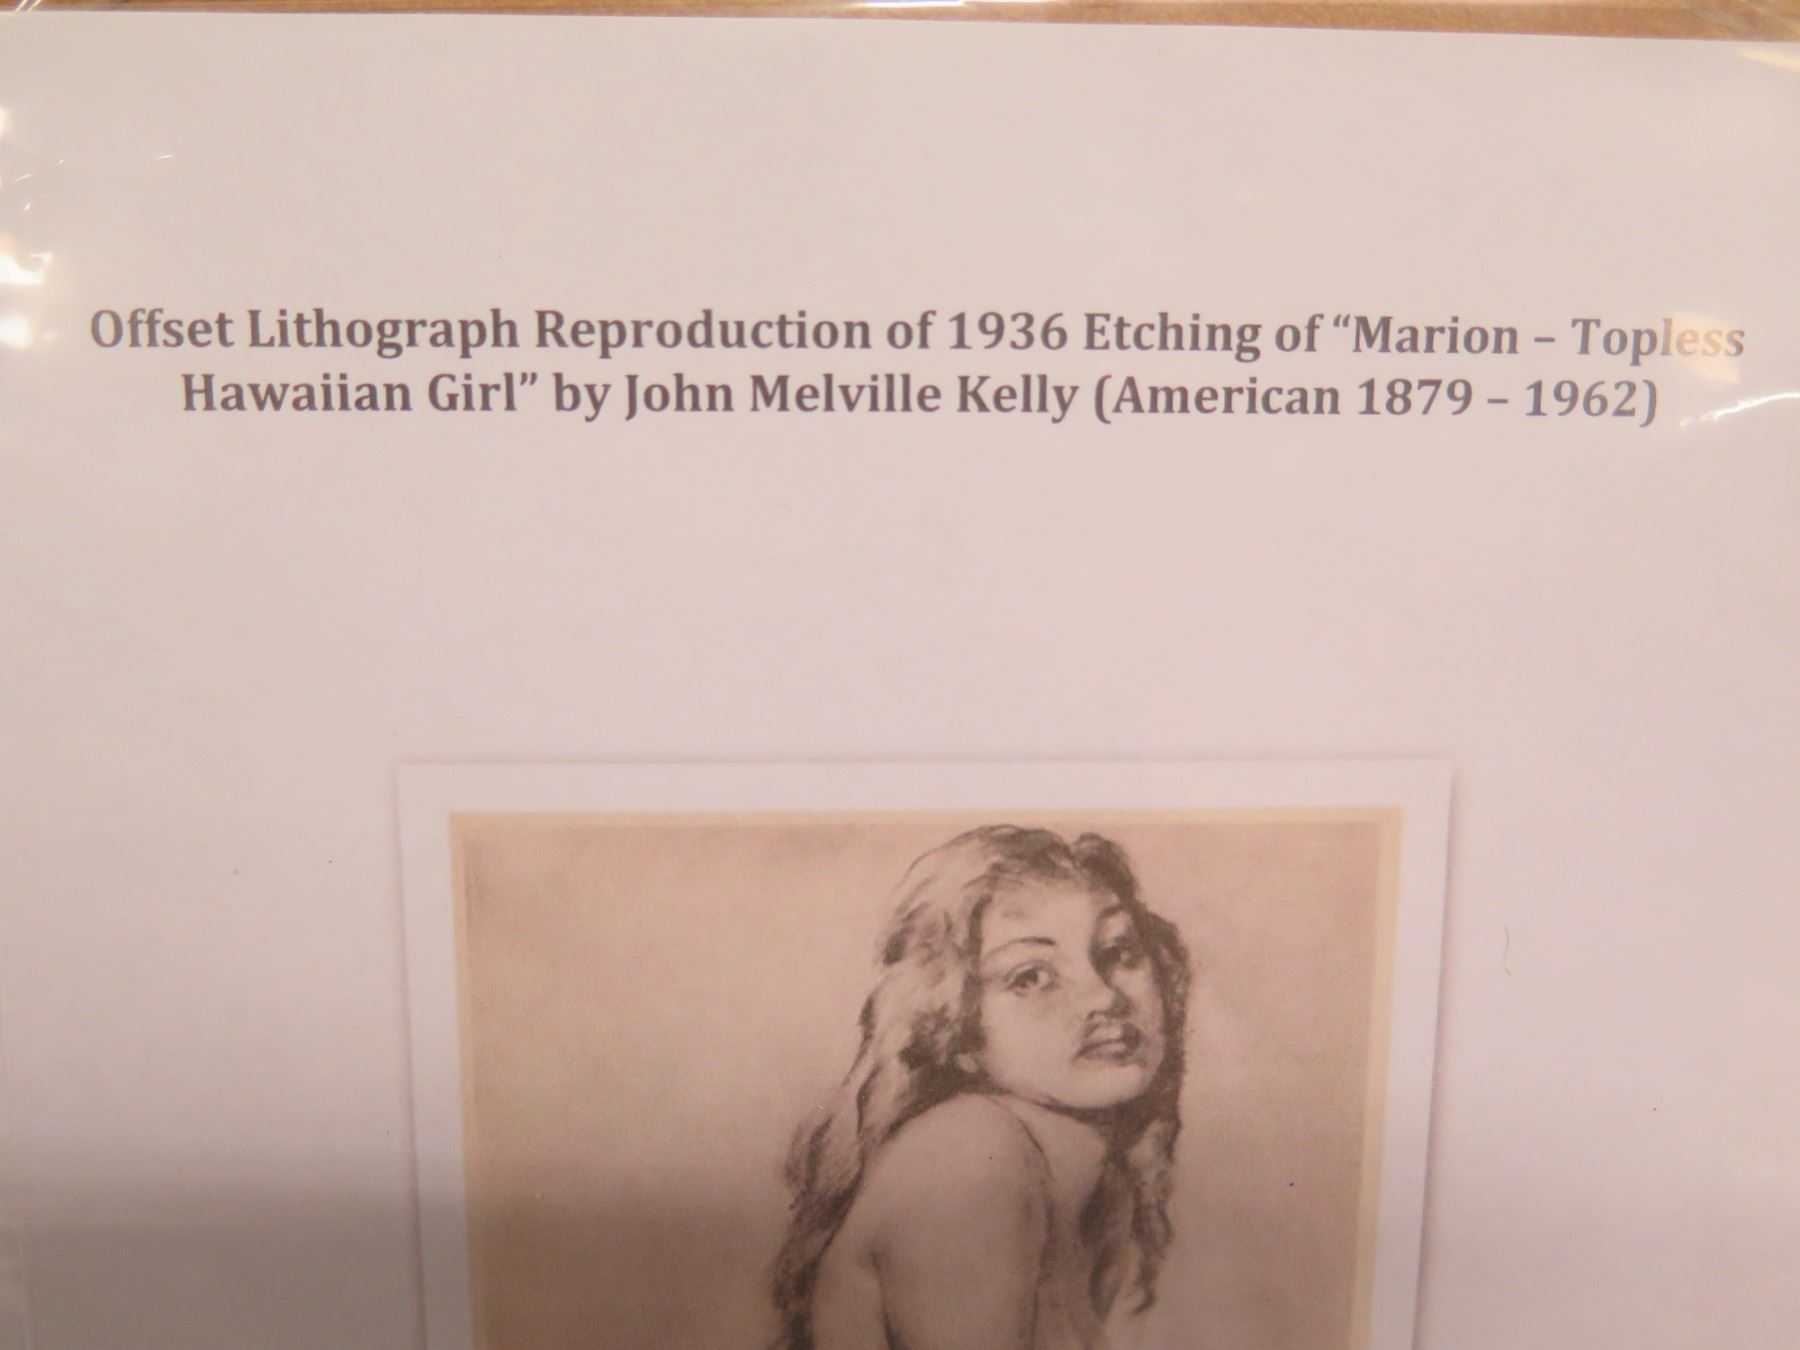 Offset Lithograph Reproduction of 1936 Etching of “Marion – Topless
Hawaiian Girl” by John Melville Kelly (American 1879 – 1962)